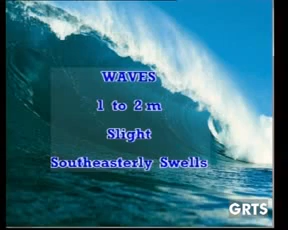 WAVES
1 to 2 m
Slight
Southeasterly Swells
GRTS